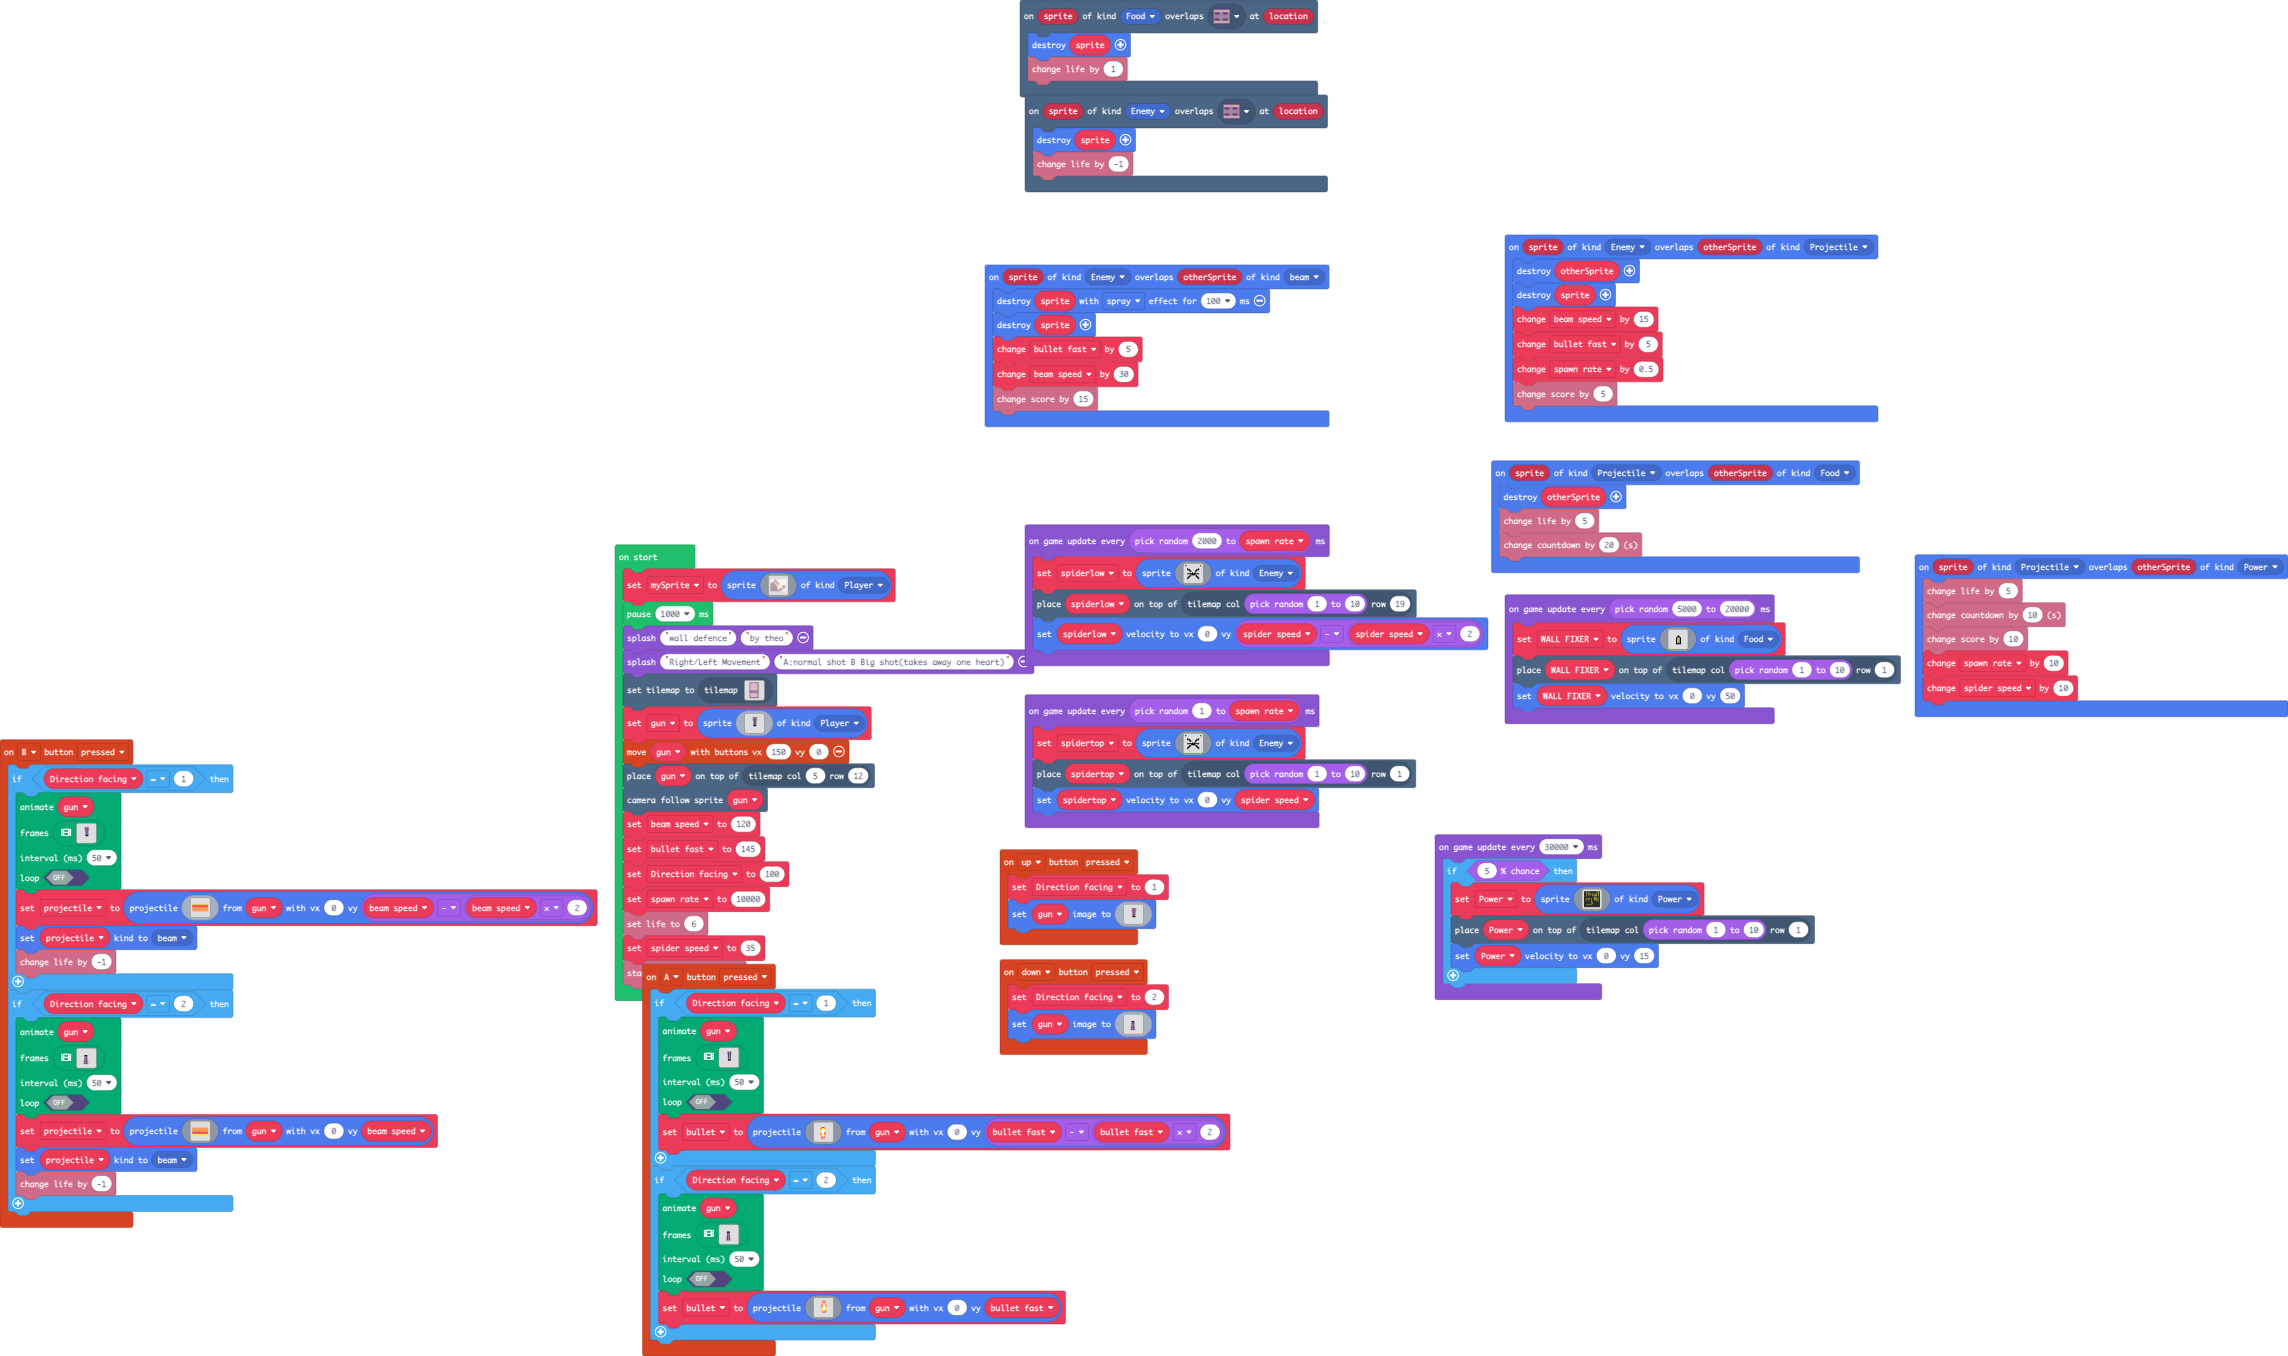 on sprite of kind Food overlaps at location
destroy sprite
change life by 1
on sprite of kind Enemy overlaps at location
destroy sprite
change life by -1
on sprite of kind Enemy overlaps otherSprite of kind beam
destroy sprite with spray effect for 100 ms
destroy sprite
change bullet fast by 5
change beam speed by 30
change score by 15
on sprite of kind Enemy overlaps otherSprite of kind Projectile
destroy otherSprite
destroy sprite
change beam speed by 15
change bullet fast by 5
change spawn rate by 0.5
change score by 5
on sprite of kind Projectile overlaps otherSprite of kind Food
destroy otherSprite
change life by 5
change countdown by 20 (s)
on start
set mySprite to sprite of kind Player
pause 1000 ms
splash "wall defence" "by theo"
splash "Right/Left Movement" "A:normal shot B Big shot(takes away one heart)"
set tilemap to tilemap
set gun to sprite of kind Player
move gun with buttons vx 150 vy 0
place gun on top of tilemap col 5 row 12
camera follow sprite gun
set beam speed to 120
set bullet fast to 145
set Direction facing to 100
set spawn rate to 10000
set life to 6
set spider speed to 35
sta
on game update every pick random 2000 to spawn rate ms
set spiderlow to sprite of kind Enemy
place spiderlow on top of tilemap col pick random 1 to 10 row 19
set spiderlow velocity to vx 0 vy spider speed - spider speed × 2
on game update every pick random 1 to spawn rate ms
set spidertop to sprite of kind Enemy
place spidertop on top of tilemap col pick random 1 to 10 row 1
set spidertop velocity to vx 0 vy spider speed
on game update every pick random 5000 to 20000 ms
set WALL FIXER to sprite of kind Food
place WALL FIXER on top of tilemap col pick random 1 to 10 row 1
set WALL FIXER velocity to vx 0 vy 50
on sprite of kind Projectile overlaps otherSprite of kind Power
change life by 5
change countdown by 10 (s)
change score by 10
change spawn rate by 10
change spider speed by 10
on B button pressed
if Direction facing = 1 then
animate gun
frames
interval (ms) 50
loop OFF
set projectile to projectile from gun with vx 0 vy beam speed - beam speed × 2
set projectile kind to beam
change life by -1
if Direction facing = 2 then
animate gun
frames
interval (ms) 50
loop OFF
set projectile to projectile from gun with vx 0 vy beam speed
set projectile kind to beam
change life by -1
on A button pressed
if Direction facing = 1 then
animate gun
frames
interval (ms) 50
loop OFF
set bullet to projectile from gun with vx 0 vy bullet fast - bullet fast × 2
if Direction facing = 2 then
animate gun
frames
interval (ms) 50
loop OFF
set bullet to projectile from gun with vx 0 vy bullet fast
on up button pressed
set Direction facing to 1
set gun image to
on down button pressed
set Direction facing to 2
set gun image to
on game update every 30000 ms
if 5 % chance then
set Power to sprite of kind Power
place Power on top of tilemap col pick random 1 to 10 row 1
set Power velocity to vx 0 vy 15